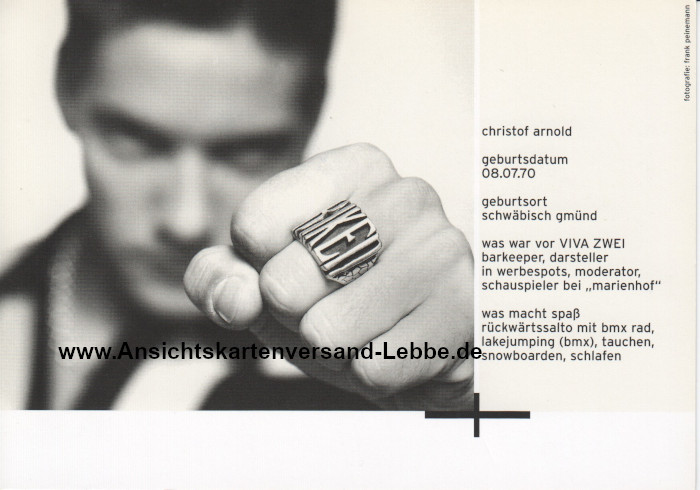 fotografie: frank peinemann
christof arnold
geburtsdatum
08.07.70
geburtsort
schwäbisch gmünd
was war vor VIVA ZWEI
barkeeper, darsteller
in werbespots, moderator,
schauspieler bei „marienhof“
was macht spaß
rückwärtssalto mit bmx rad,
lakejumping (bmx), tauchen,
snowboarden, schlafen
www.Ansichtskartenversand-Lebbe.de